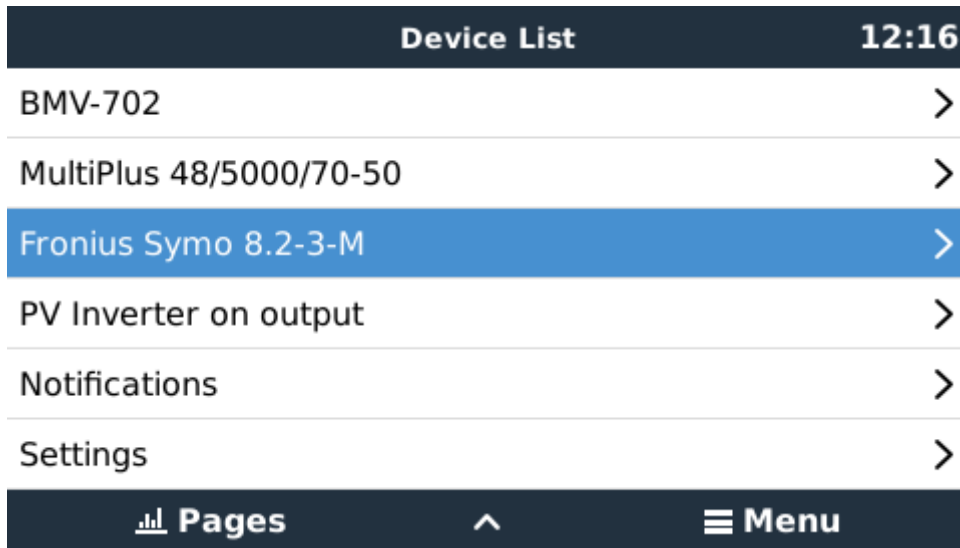 Device List 12:16
BMV-702
MultiPlus 48/5000/70-50
Fronius Symo 8.2-3-M
PV Inverter on output
Notifications
Settings
Pages Menu